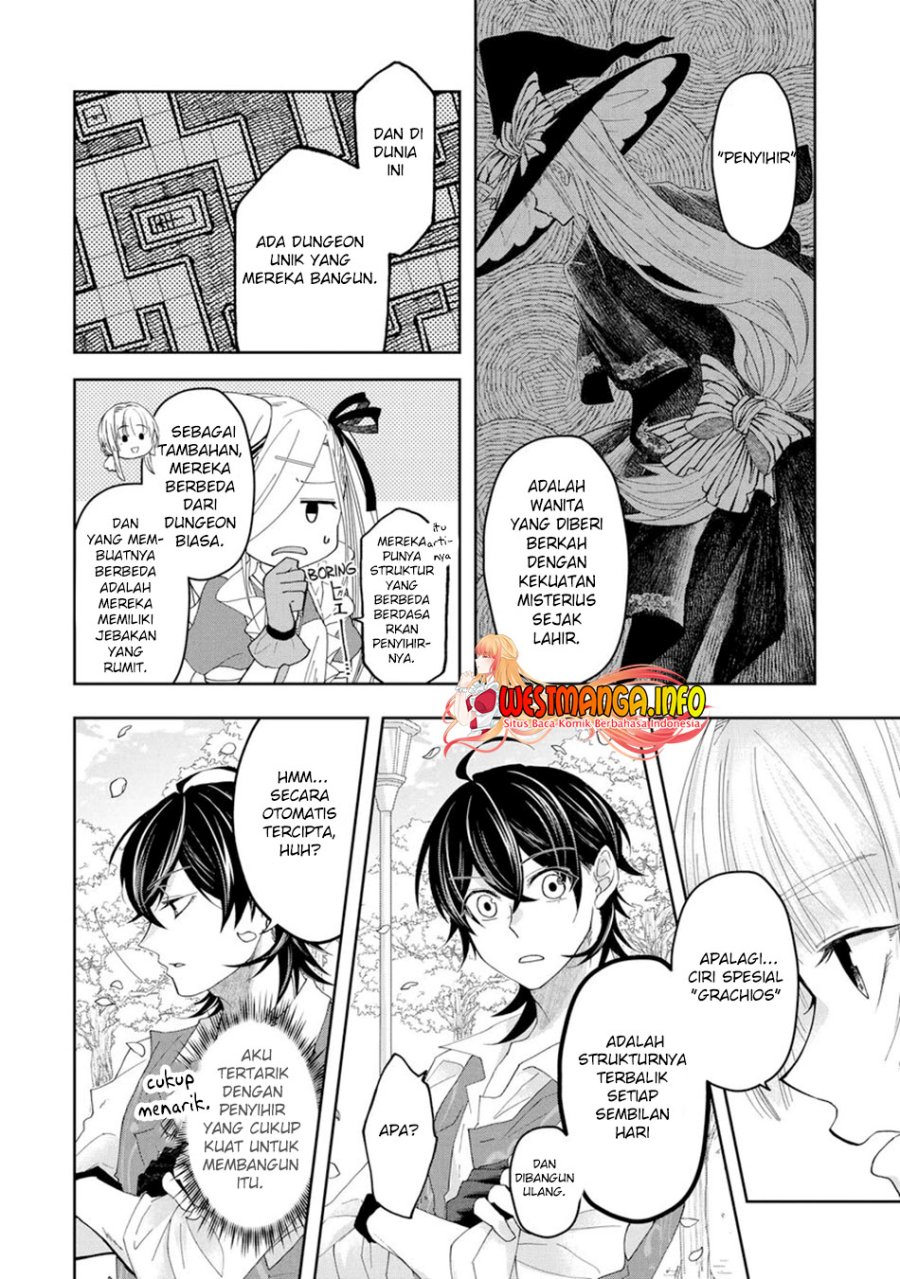 "PENYIHIR"
ADALAH
WANITA
YANG DIBERI
BERKAH
DENGAN
KEKUATAN
MISTERIUS
SEJAK
LAHIR.
DAN DI
DUNIA
INI
ADA DUNGEON
UNIK YANG
MEREKA BANGUN.
itu
arti-
nya
MEREKA
PUNYA
STRUKTUR
YANG
BERBEDA
BERDASA
RKAN
PENYIHIR-
NYA.
BORING
SEBAGAI
TAMBAHAN,
MEREKA
BERBEDA
DARI
DUNGEON
BIASA.
DAN
YANG MEM-
BUATNYA
BERBEDA
ADALAH
MEREKA
MEMILIKI
JEBAKAN
YANG
RUMIT.
WESTMANGA.INFO
Situs Baca Komik Berbahasa Indonesia
APALAGI...
CIRI SPESIAL
"GRACHIOS"
ADALAH
STRUKTURNYA
TERBALIK
SETIAP
SEMBILAN
HARI
DAN
DIBANGUN
ULANG.
APA?
HMM...
SECARA
OTOMATIS
TERCIPTA,
HUH?
AKU
TERTARIK
DENGAN
PENYIHIR
YANG CUKUP
KUAT UNTUK
MEMBANGUN
ITU.
cukup
menarik.